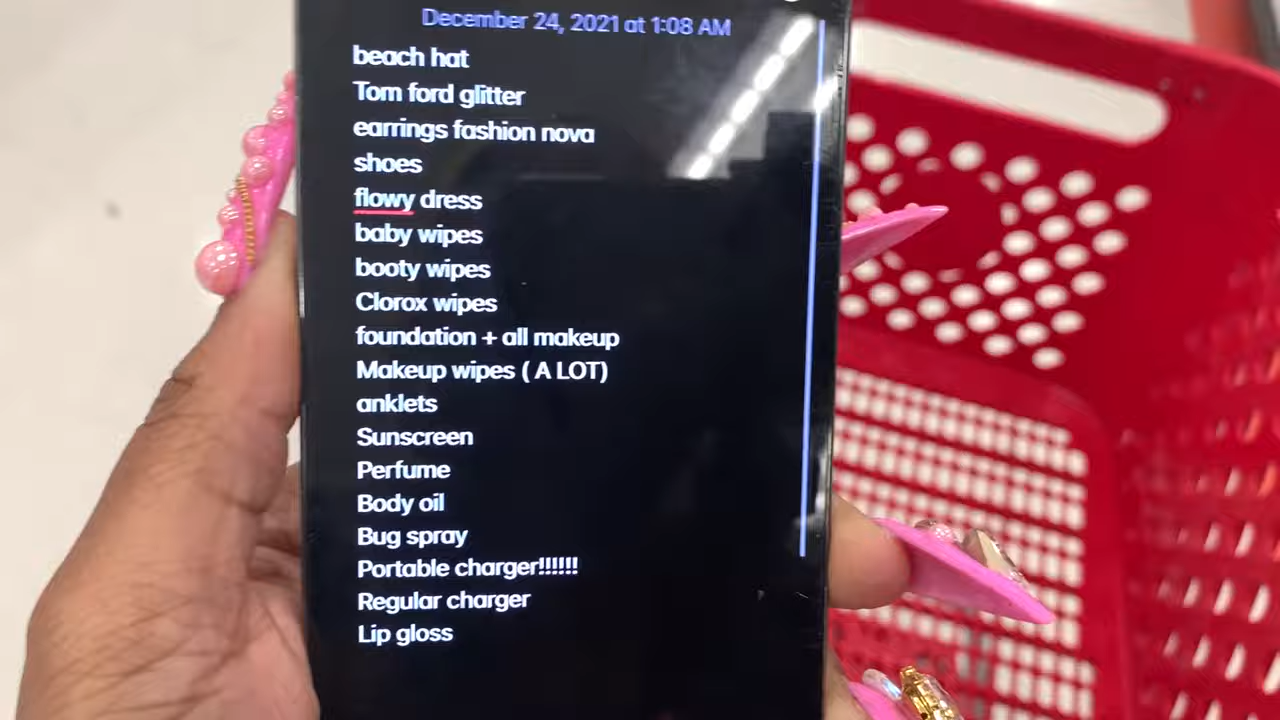 December 24, 2021 at 1:08 AM
beach hat
Tom ford glitter
earrings fashion nova
shoes
flowy dress
baby wipes
booty wipes
Clorox wipes
foundation + all makeup
Makeup wipes ( A LOT)
anklets
Sunscreen
Perfume
Body oil
Bug spray
Portable charger!!!!!!
Regular charger
Lip gloss